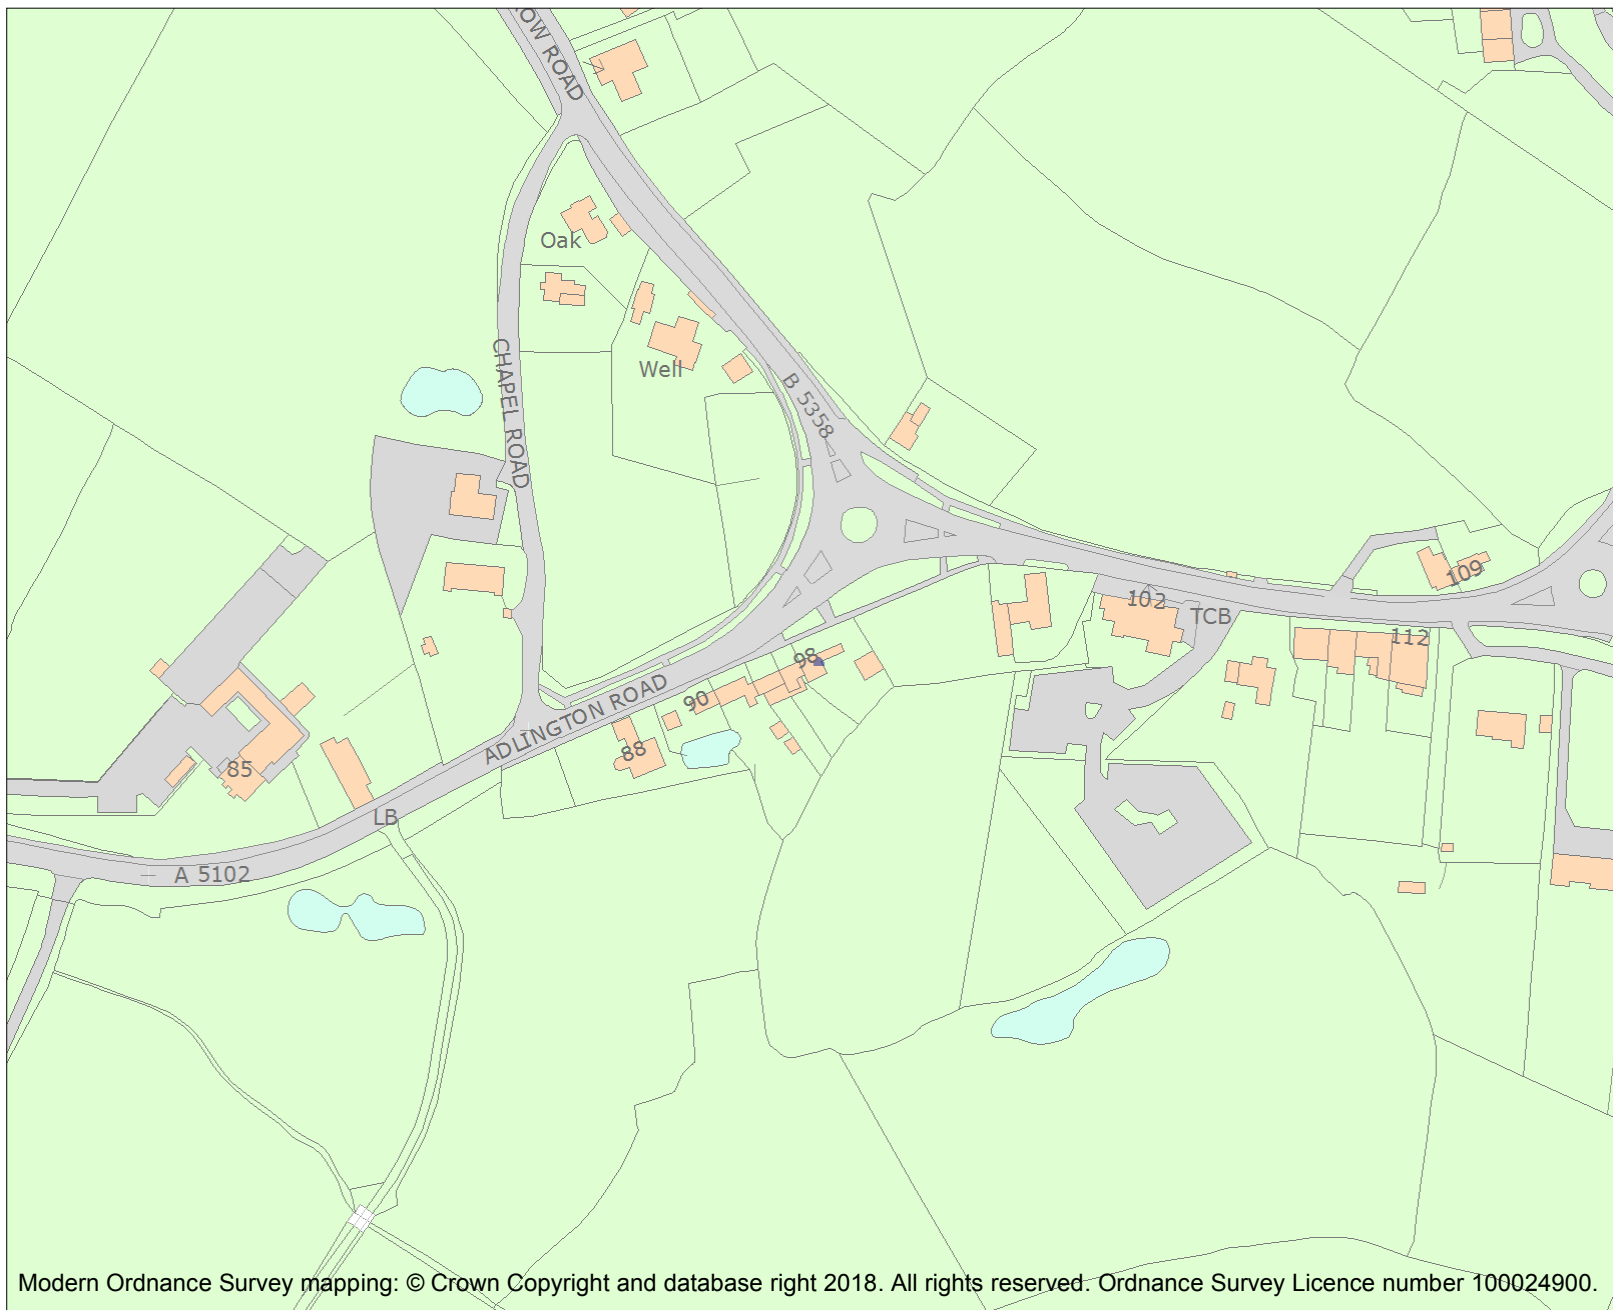 OW ROAD
Oak
CHAPEL ROAD
Well
B 5358
109
102
TCB
112
98
90
ADLINGTON ROAD
88
85
LB
A 5102
Modern Ordnance Survey mapping: © Crown Copyright and database right 2018. All rights reserved. Ordnance Survey Licence number 100024900.